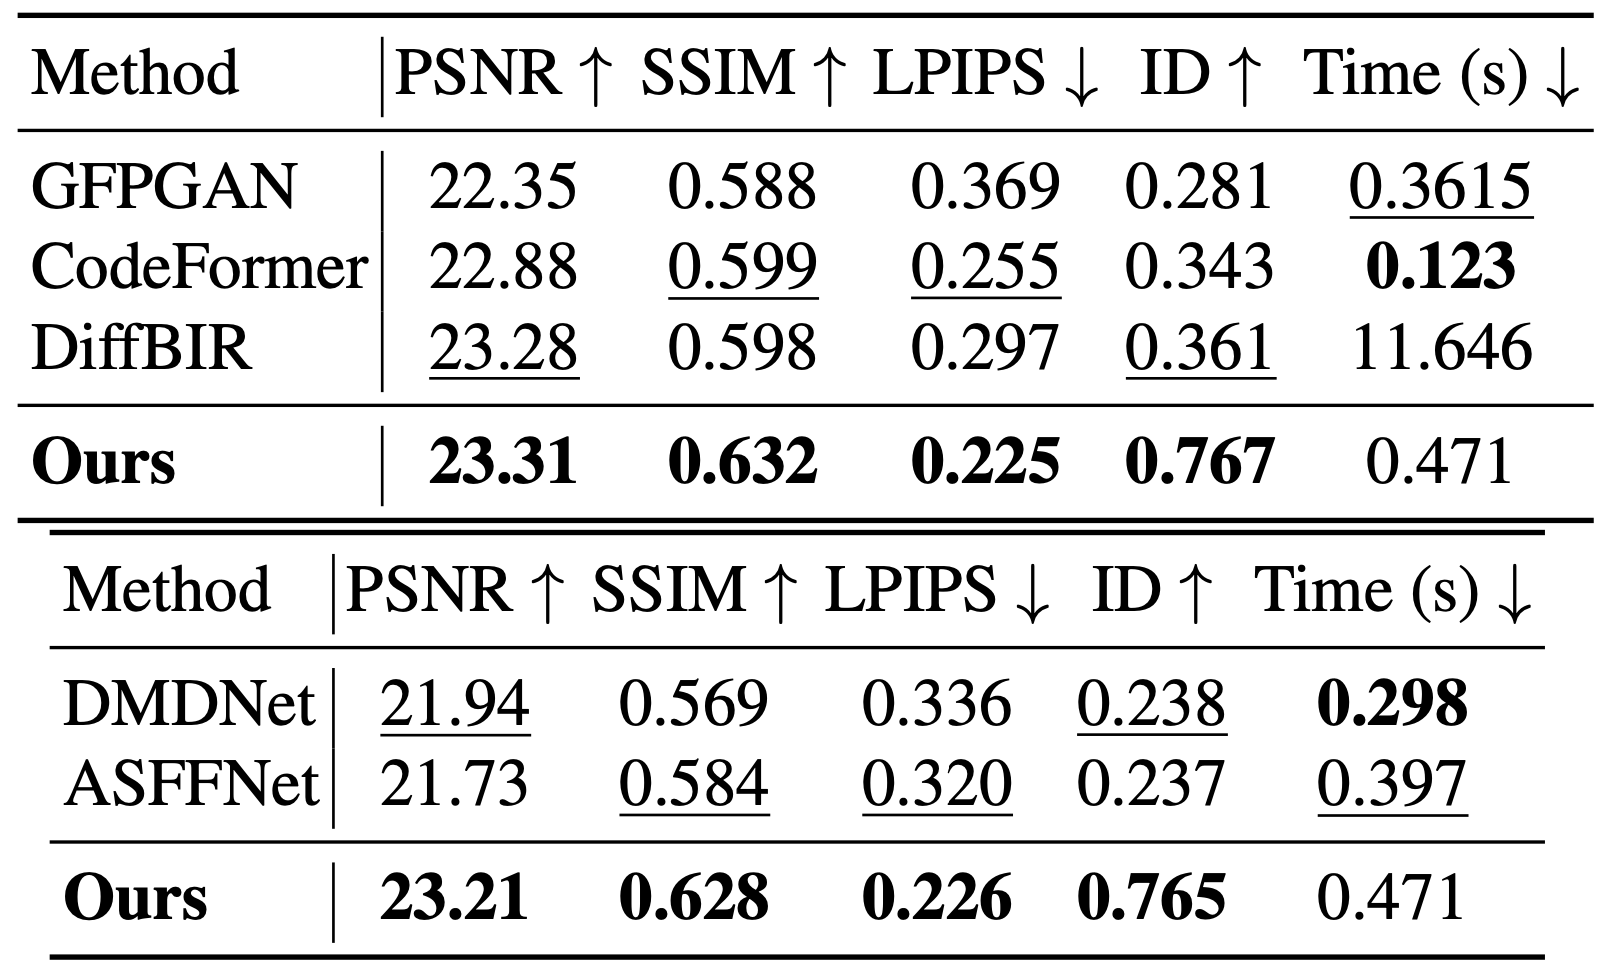 Method PSNR ↑ SSIM ↑ LPIPS ↓ ID ↑ Time (s) ↓
GFPGAN 22.35 0.588 0.369 0.281 0.3615
CodeFormer 22.88 0.599 0.255 0.343 0.123
DiffBIR 23.28 0.598 0.297 0.361 11.646
Ours 23.31 0.632 0.225 0.767 0.471
Method PSNR ↑ SSIM ↑ LPIPS ↓ ID ↑ Time (s) ↓
DMDNet 21.94 0.569 0.336 0.238 0.298
ASFFNet 21.73 0.584 0.320 0.237 0.397
Ours 23.21 0.628 0.226 0.765 0.471